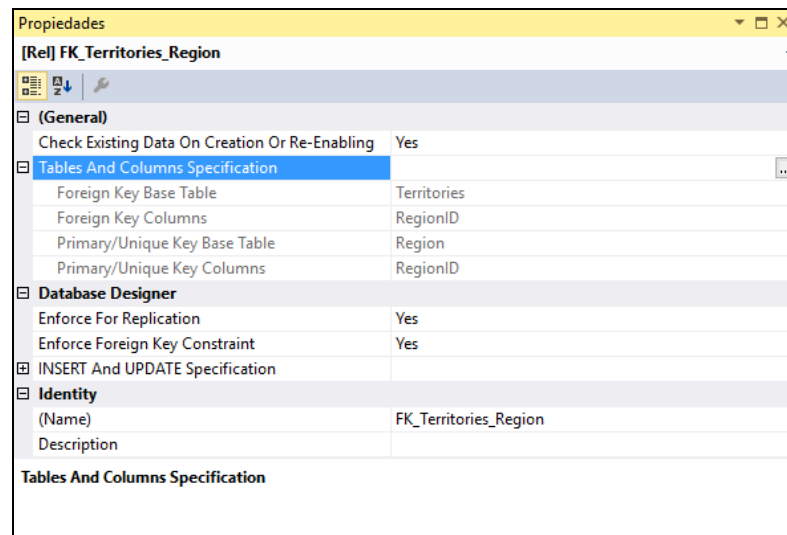 Propiedades
[Rel] FK_Territories_Region
(General)
Check Existing Data On Creation Or Re-Enabling Yes
Tables And Columns Specification ...
Foreign Key Base Table Territories
Foreign Key Columns RegionID
Primary/Unique Key Base Table Region
Primary/Unique Key Columns RegionID
Database Designer
Enforce For Replication Yes
Enforce Foreign Key Constraint Yes
INSERT And UPDATE Specification
Identity
(Name) FK_Territories_Region
Description
Tables And Columns Specification